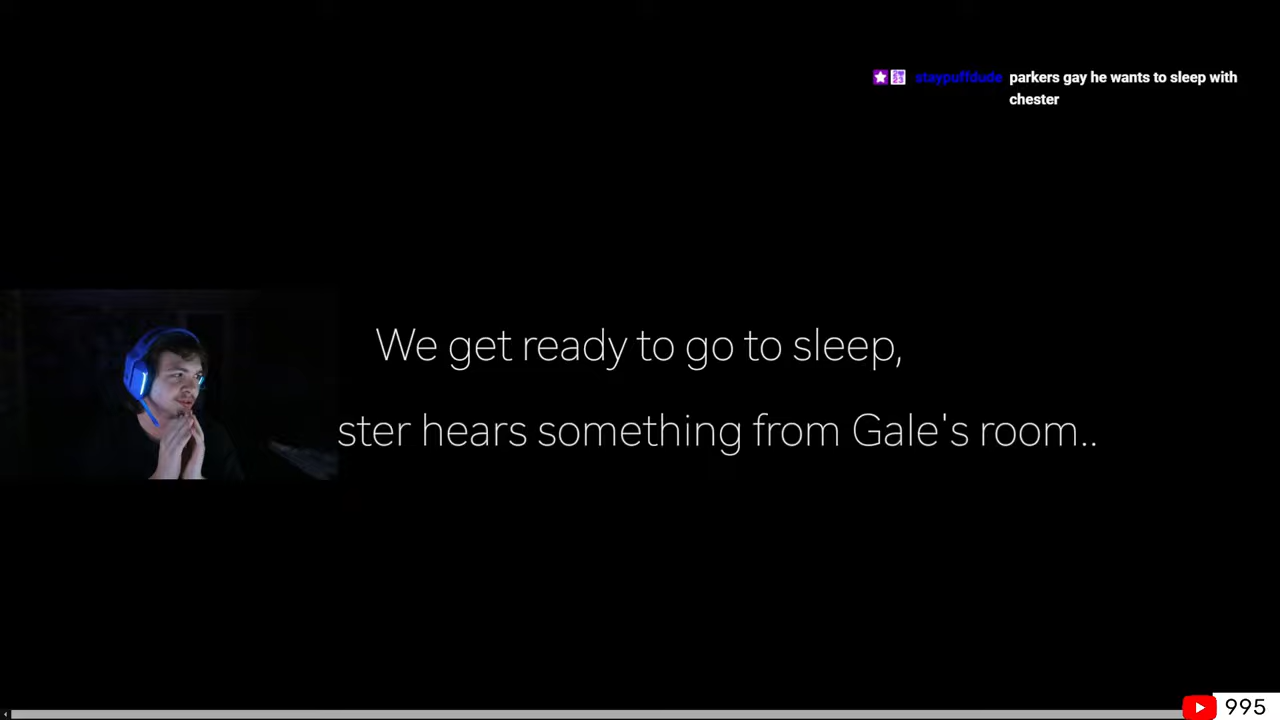 staypuffdude parkers gay he wants to sleep with
chester
We get ready to go to sleep,
ster hears something from Gale's room..
995